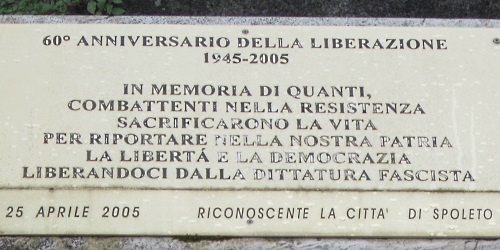 60° ANNIVERSARIO DELLA LIBERAZIONE
1945-2005
IN MEMORIA DI QUANTI,
COMBATTENTI NELLA RESISTENZA
SACRIFICARONO LA VITA
PER RIPORTARE NELLA NOSTRA PATRIA
LA LIBERTÁ E LA DEMOCRAZIA
LIBERANDOCI DALLA DITTATURA FASCISTA
25 APRILE 2005 RICONOSCENTE LA CITTA' DI SPOLETO